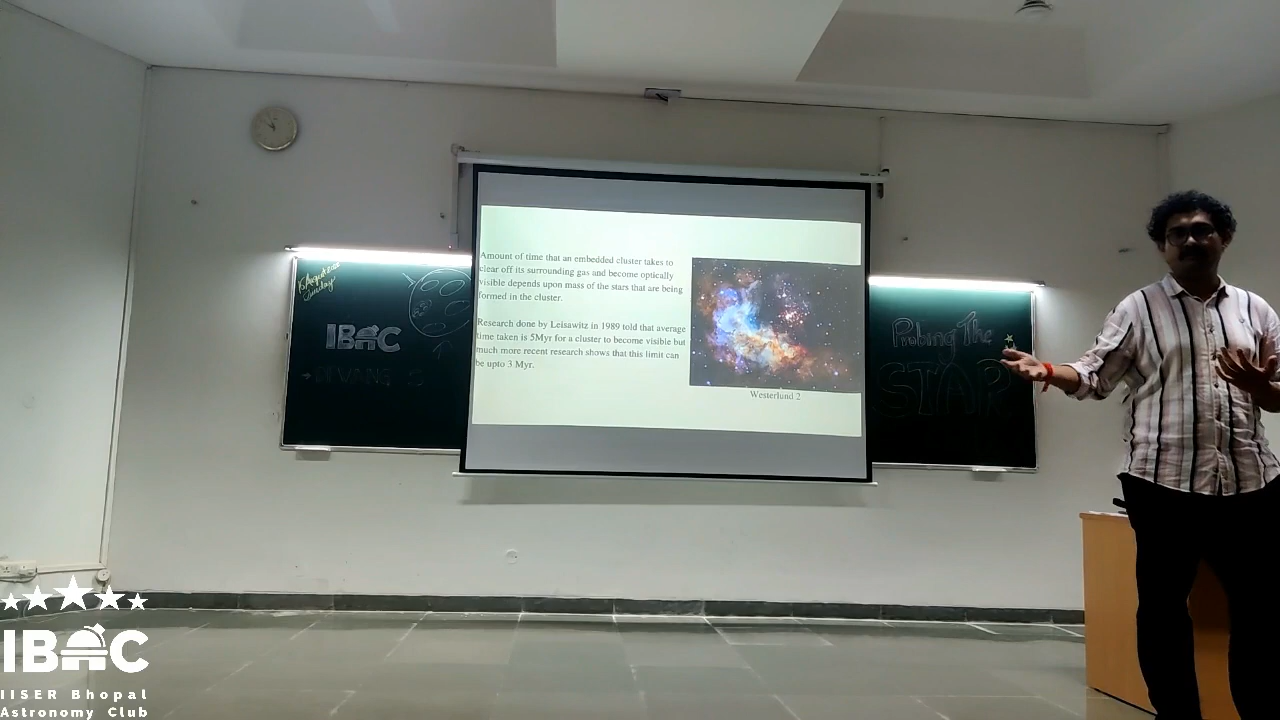 IBAC
Amount of time that an embedded cluster takes to
clear off its surrounding gas and become optically
visible depends upon mass of the stars that are being
formed in the cluster.
Research done by Leisawitz in 1989 told that average
time taken is 5Myr for a cluster to become visible but
much more recent research shows that this limit can
be upto 3 Myr.
Westerlund 2
Probing The
STAR
IBAC
IISER Bhopal
Astronomy Club